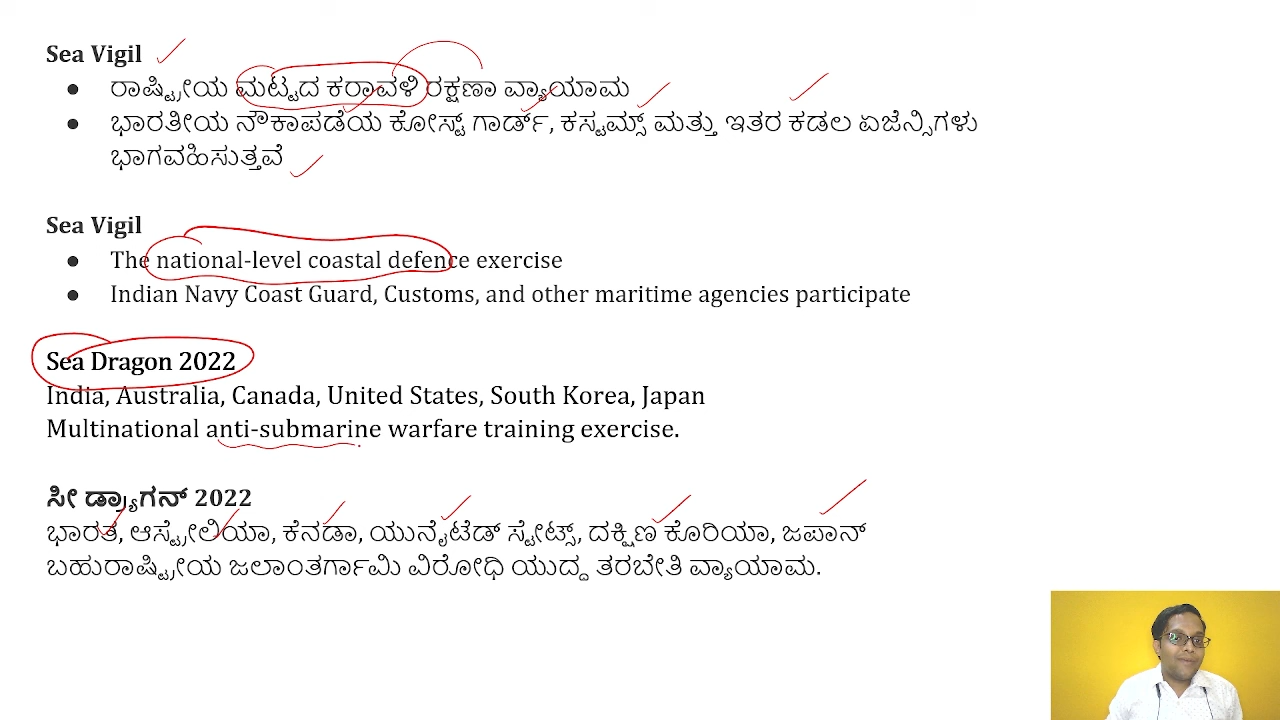 Sea Vigil
● ರಾಷ್ಟ್ರೀಯ ಮಟ್ಟದ ಕರಾವಳಿ ರಕ್ಷಣಾ ವ್ಯಾಯಾಮ
● ಭಾರತೀಯ ನೌಕಾಪಡೆಯ ಕೋಸ್ಟ್ ಗಾರ್ಡ್, ಕಸ್ಟಮ್ಸ್ ಮತ್ತು ಇತರ ಕಡಲ ಏಜೆನ್ಸಿಗಳು
ಭಾಗವಹಿಸುತ್ತವೆ
Sea Vigil
● The national-level coastal defence exercise
● Indian Navy Coast Guard, Customs, and other maritime agencies participate
Sea Dragon 2022
India, Australia, Canada, United States, South Korea, Japan
Multinational anti-submarine warfare training exercise.
ಸೀ ಡ್ರ್ಯಾಗನ್ 2022
ಭಾರತ, ಆಸ್ಟ್ರೇಲಿಯಾ, ಕೆನಡಾ, ಯುನೈಟೆಡ್ ಸ್ಟೇಟ್ಸ್, ದಕ್ಷಿಣ ಕೊರಿಯಾ, ಜಪಾನ್
ಬಹುರಾಷ್ಟ್ರೀಯ ಜಲಾಂತರ್ಗಾಮಿ ವಿರೋಧಿ ಯುದ್ಧ ತರಬೇತಿ ವ್ಯಾಯಾಮ.